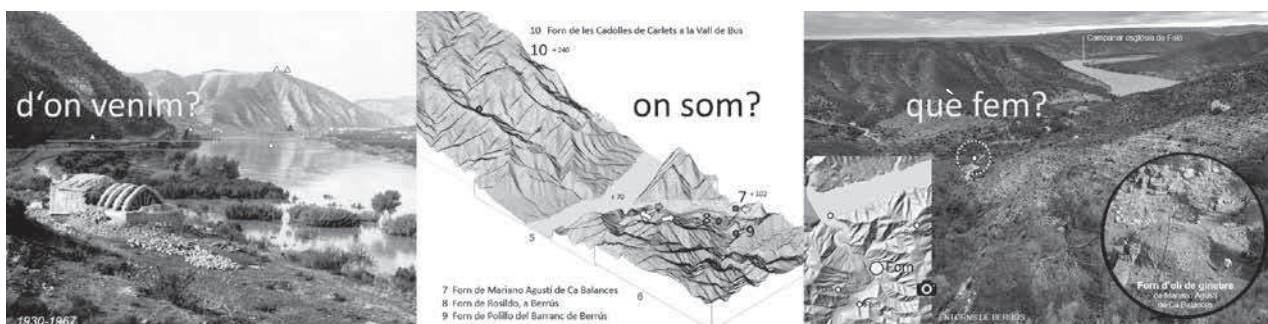 d'on venim?
1930-1967
10 Forn de les Cadolles de Carlets a la Vall de Bus
10 +240
on som?
± 70
7 +102
8
9
5
6
7 Forn de Mariano Agustí de Ca Balances
8 Forn de Rosildo, a Berrús
9 Forn de Polillo del Barranc de Berrús
Campanar església de Faió
què fem?
Forn
ENTORNS DE BERRÚS
Forn d'oli de ginebre
de Mariano Agustí
de Ca Balances